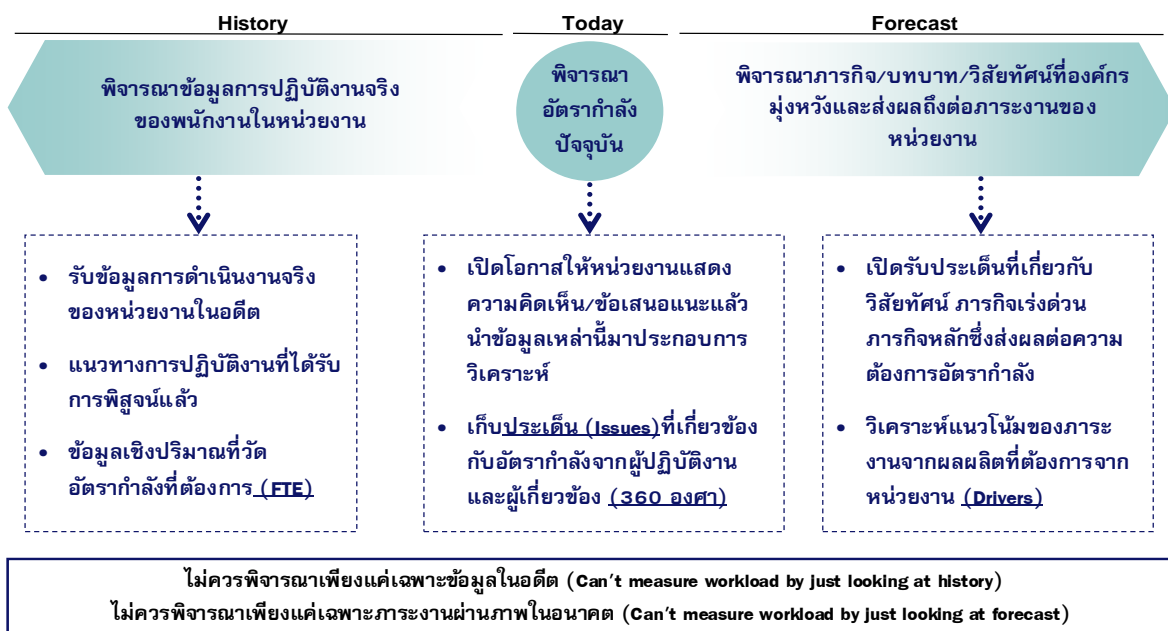 History
Today
Forecast
พิจารณาข้อมูลการปฏิบัติงานจริง
ของพนักงานในหน่วยงาน
พิจารณา
อัตรากำลัง
ปัจจุบัน
พิจารณาภารกิจ/บทบาท/วิสัยทัศน์ที่องค์กร
มุ่งหวังและส่งผลถึงต่อภาระงานของ
หน่วยงาน
• รับข้อมูลการดำเนินงานจริง
ของหน่วยงานในอดีต
• แนวทางการปฏิบัติงานที่ได้รับ
การพิสูจน์แล้ว
• ข้อมูลเชิงปริมาณที่วัด
อัตรากำลังที่ต้องการ (FTE)
• เปิดโอกาสให้หน่วยงานแสดง
ความคิดเห็น/ข้อเสนอแนะแล้ว
นำข้อมูลเหล่านี้มาประกอบการ
วิเคราะห์
• เก็บประเด็น (Issues)ที่เกี่ยวข้อง
กับอัตรากำลังจากผู้ปฏิบัติงาน
และผู้เกี่ยวข้อง (360 องศา)
• เปิดรับประเด็นที่เกี่ยวกับ
วิสัยทัศน์ ภารกิจเร่งด่วน
ภารกิจหลักซึ่งส่งผลต่อความ
ต้องการอัตรากำลัง
• วิเคราะห์แนวโน้มของภาระ
งานจากผลผลิตที่ต้องการจาก
หน่วยงาน (Drivers)
ไม่ควรพิจารณาเพียงแค่เฉพาะข้อมูลในอดีต (Can't measure workload by just looking at history)
ไม่ควรพิจารณาเพียงแค่เฉพาะภาระงานผ่านภาพในอนาคต (Can't measure workload by just looking at forecast)